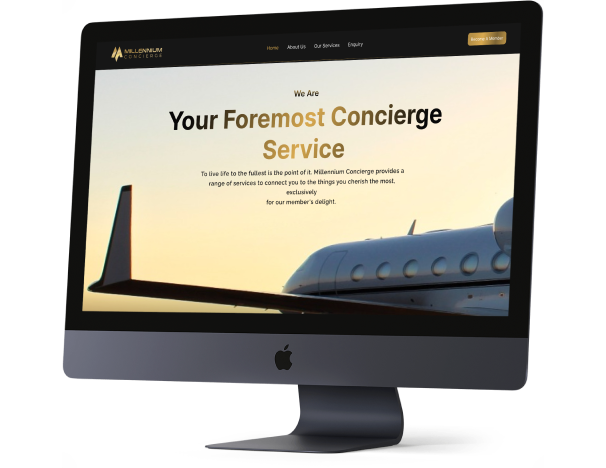 MILLENNIUM
CONCIERGE
Home About Us Our Services Enquiry
Become A Member
We Are
Your Foremost Concierge
Service
To live life to the fullest is the point of it. Millennium Concierge provides a
range of services to connect you to the things you cherish the most,
exclusively
for our member's delight.